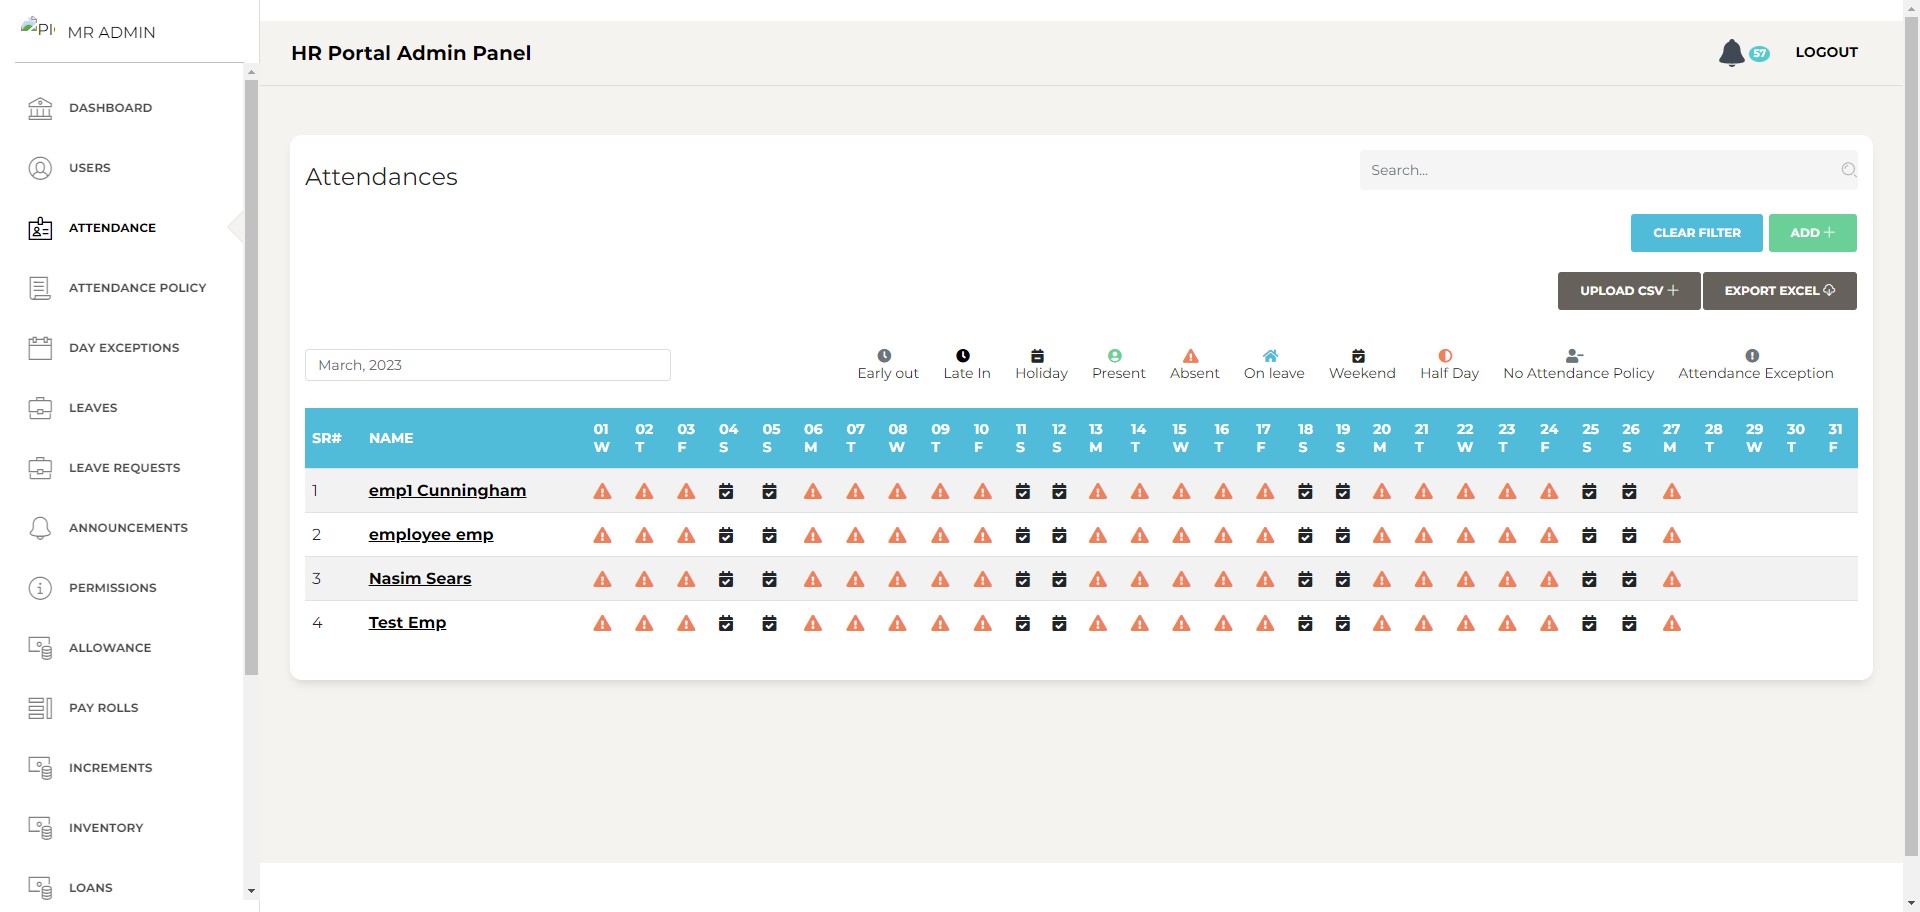 MR ADMIN
DASHBOARD
USERS
ATTENDANCE
ATTENDANCE POLICY
DAY EXCEPTIONS
LEAVES
LEAVE REQUESTS
ANNOUNCEMENTS
PERMISSIONS
ALLOWANCE
PAY ROLLS
INCREMENTS
INVENTORY
LOANS
HR Portal Admin Panel
57
LOGOUT
Attendances
Search...
CLEAR FILTER
ADD
UPLOAD CSV
EXPORT EXCEL
March, 2023
Early out
Late In
Holiday
Present
Absent
On leave
Weekend
Half Day
No Attendance Policy
Attendance Exception
SR# NAME 01 W 02 T 03 F 04 S 05 S 06 M 07 T 08 W 09 T 10 F 11 S 12 S 13 M 14 T 15 W 16 T 17 F 18 S 19 S 20 M 21 T 22 W 23 T 24 F 25 S 26 S 27 M 28 T 29 W 30 T 31 F
1 emp1 Cunningham
2 employee emp
3 Nasim Sears
4 Test Emp